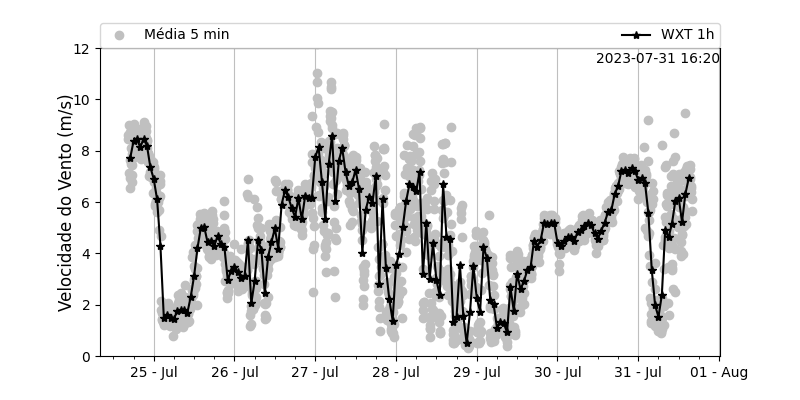 Média 5 min
WXT 1h
2023-07-31 16:20
Velocidade do Vento (m/s)
12
10
8
6
4
2
0
25 - Jul
26 - Jul
27 - Jul
28 - Jul
29 - Jul
30 - Jul
31 - Jul
01 - Aug